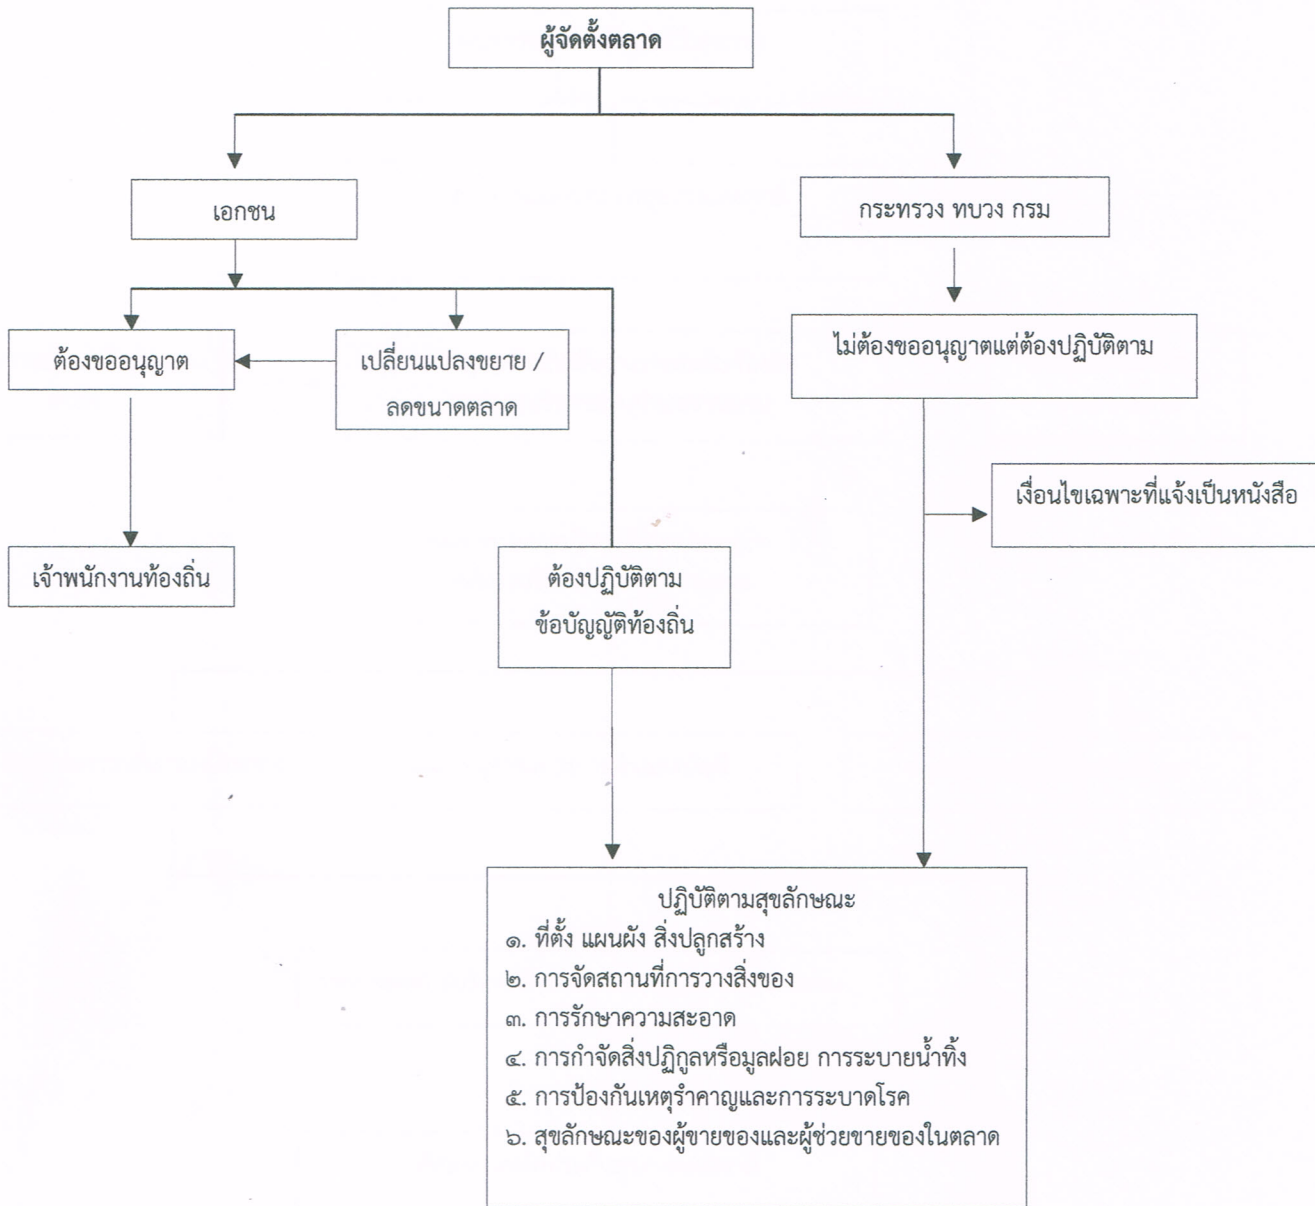 ผู้จัดตั้งตลาด
เอกชน
กระทรวง ทบวง กรม
ต้องขออนุญาต
เปลี่ยนแปลงขยาย /
ลดขนาดตลาด
ไม่ต้องขออนุญาตแต่ต้องปฏิบัติตาม
เงื่อนไขเฉพาะที่แจ้งเป็นหนังสือ
เจ้าพนักงานท้องถิ่น
ต้องปฏิบัติตาม
ข้อบัญญัติท้องถิ่น
ปฏิบัติตามสุขลักษณะ
๑. ที่ตั้ง แผนผัง สิ่งปลูกสร้าง
๒. การจัดสถานที่การวางสิ่งของ
๓. การรักษาความสะอาด
๔. การกำจัดสิ่งปฏิกูลหรือมูลฝอย การระบายน้ำทิ้ง
๕. การป้องกันเหตุรำคาญและการระบาดโรค
๖. สุขลักษณะของผู้ขายของและผู้ช่วยขายของในตลาด